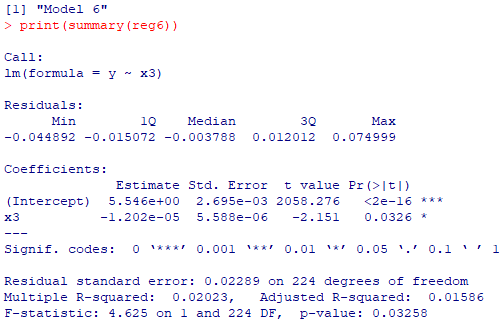 [1] "Model 6"
> print(summary(reg6))
Call:
lm(formula = y ~ x3)
Residuals:
Min 1Q Median 3Q Max
-0.044892 -0.015072 -0.003788 0.012012 0.074999
Coefficients:
Estimate Std. Error t value Pr(>|t|)
(Intercept) 5.546e+00 2.695e-03 2058.276 <2e-16 ***
x3 -1.202e-05 5.588e-06 -2.151 0.0326 *
---
Signif. codes: 0 ‘***’ 0.001 ‘**’ 0.01 ‘*’ 0.05 ‘.’ 0.1 ‘ ’ 1
Residual standard error: 0.02289 on 224 degrees of freedom
Multiple R-squared: 0.02023, Adjusted R-squared: 0.01586
F-statistic: 4.625 on 1 and 224 DF, p-value: 0.03258